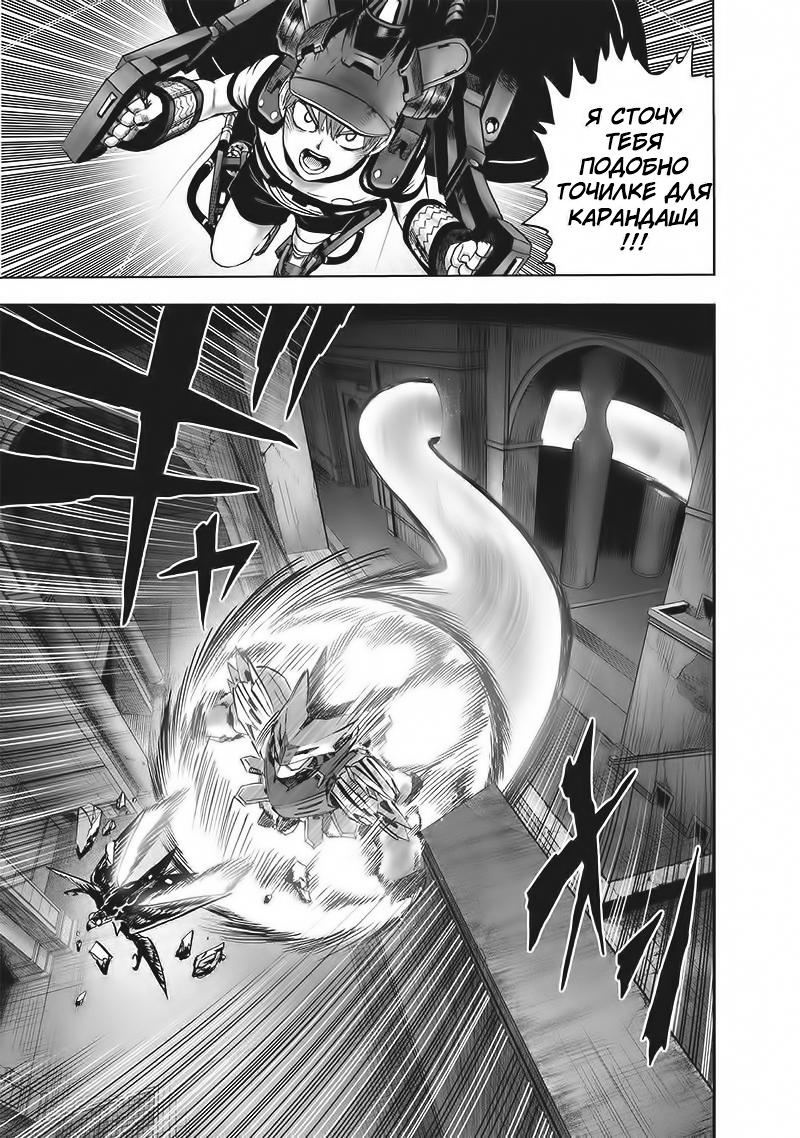 Я СТОЧУ
ТЕБЯ
ПОДОБНО
ТОЧИЛКЕ ДЛЯ
КАРАНДАША
!!!